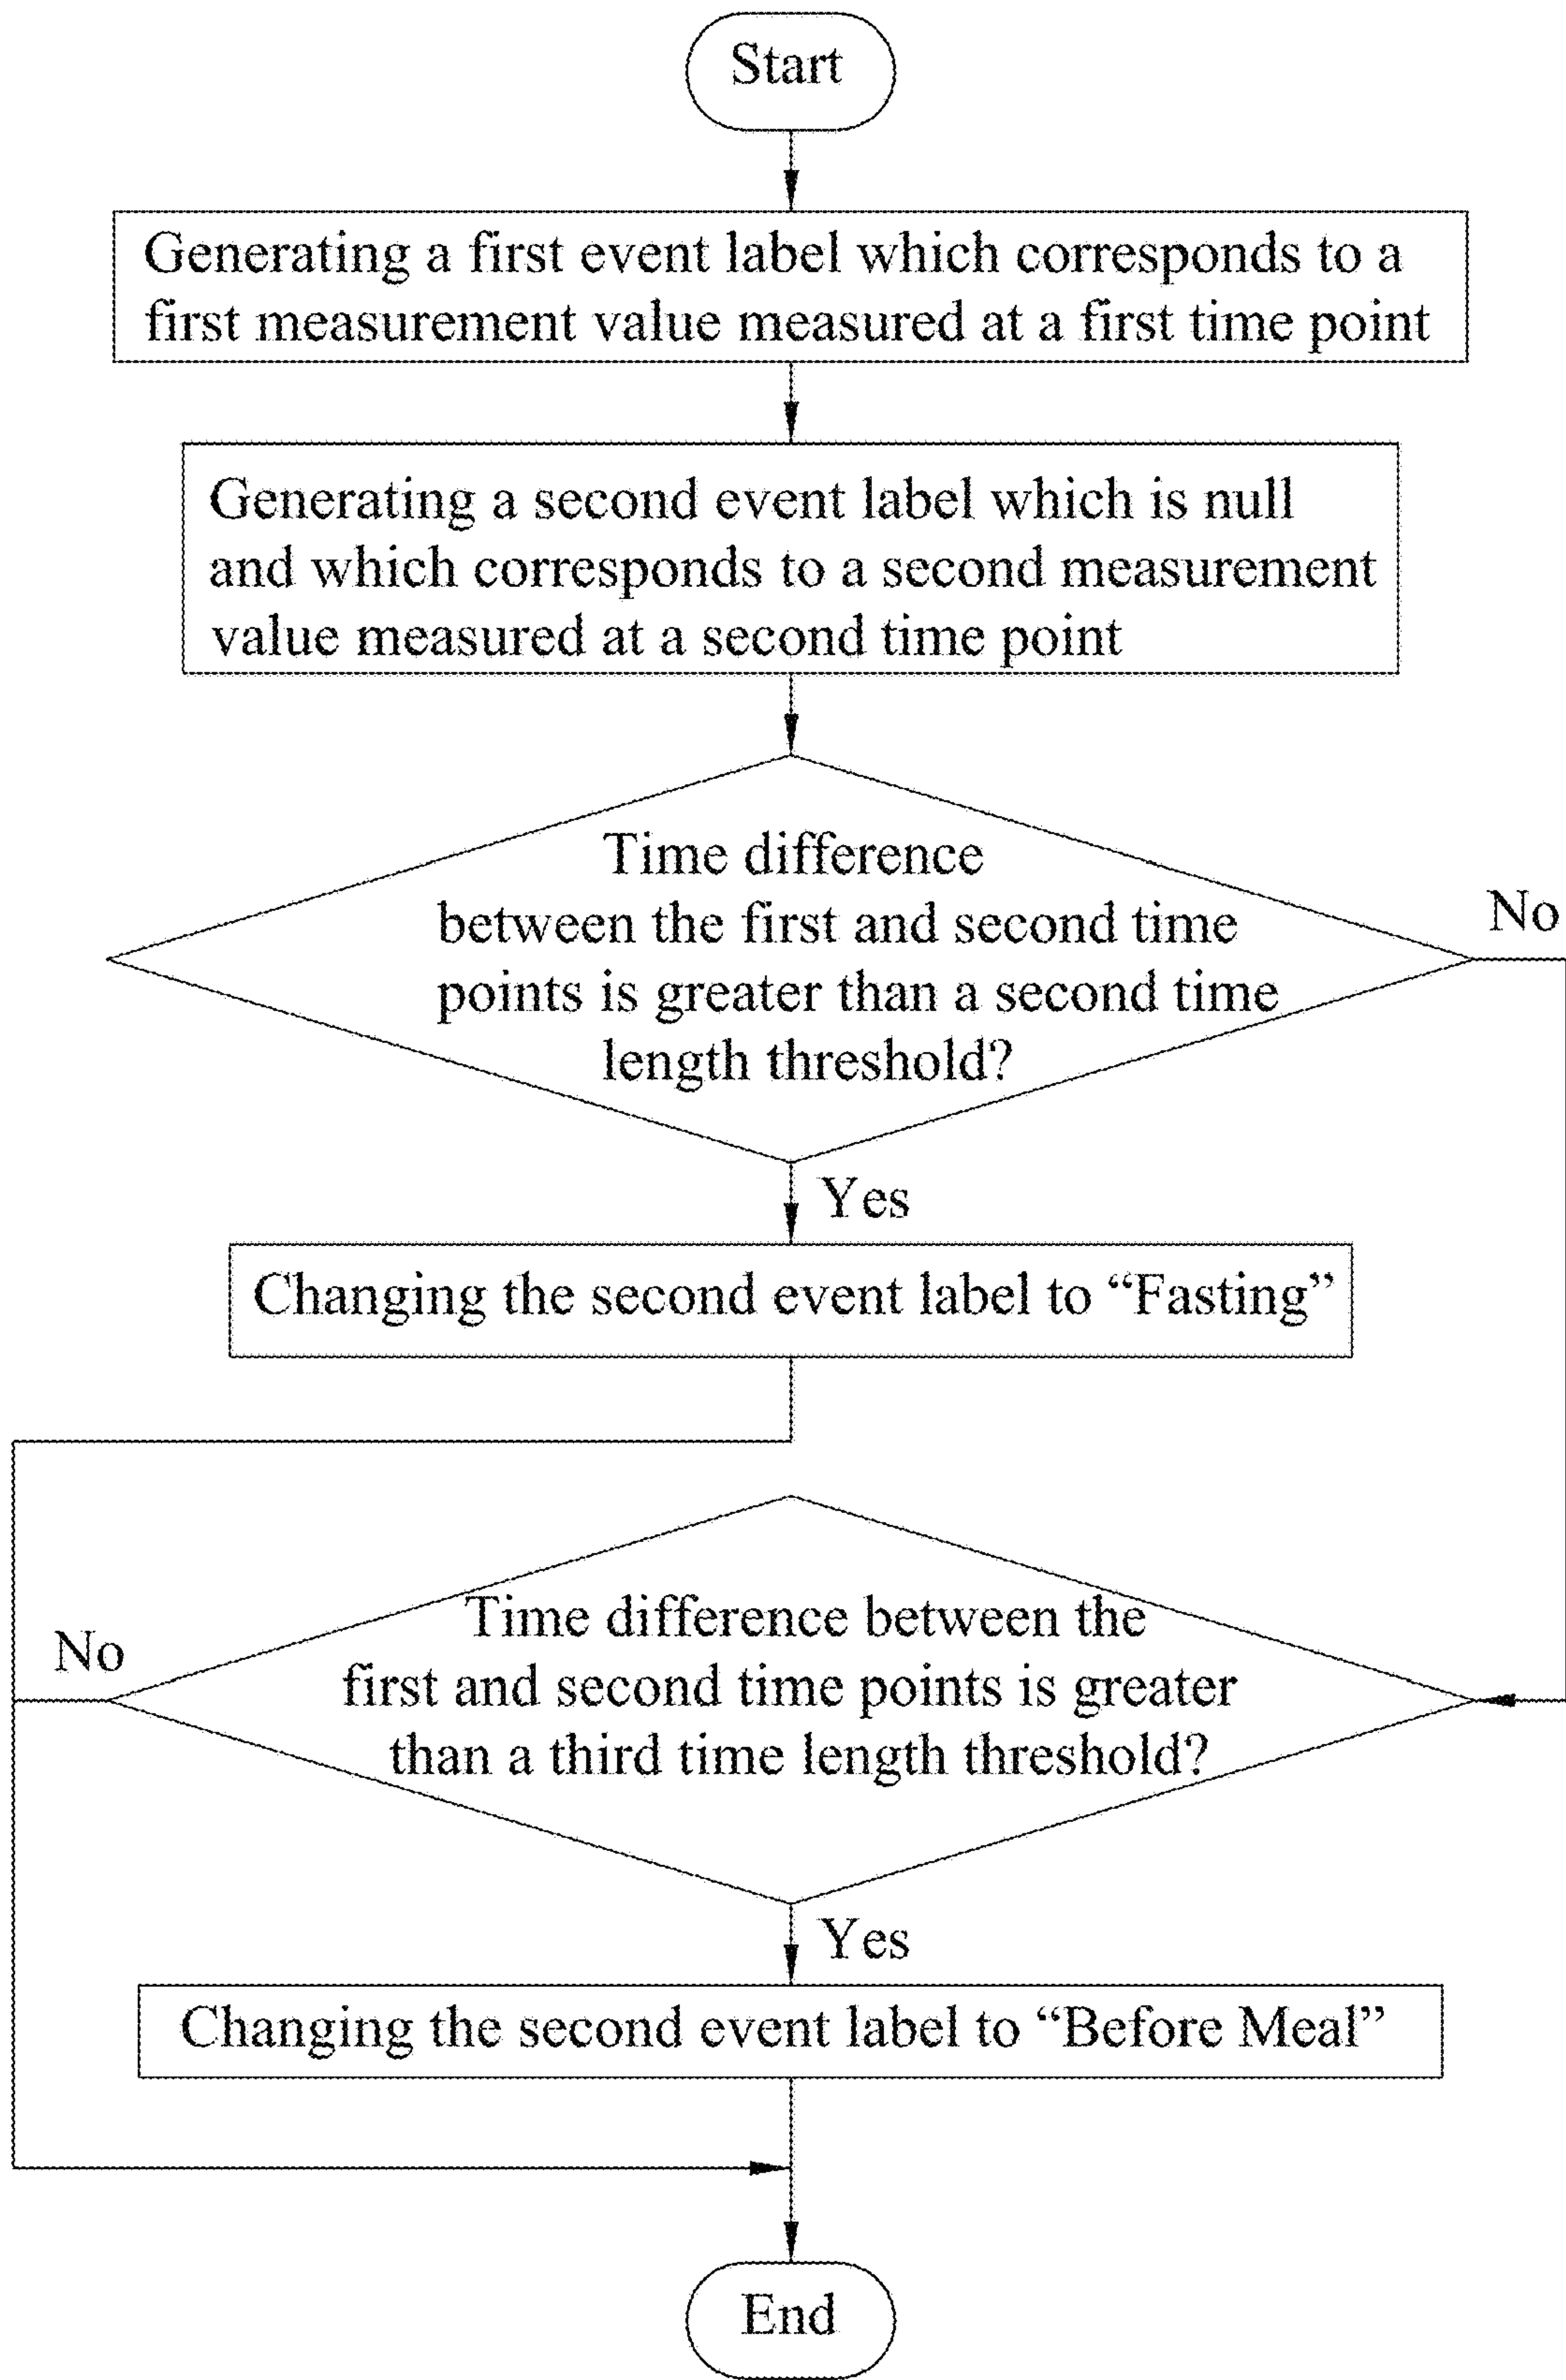 Start
Generating a first event label which corresponds to a
first measurement value measured at a first time point
Generating a second event label which is null
and which corresponds to a second measurement
value measured at a second time point
Time difference
between the first and second time
points is greater than a second time
length threshold?
No
Yes
Changing the second event label to “Fasting”
Time difference between the
first and second time points is greater
than a third time length threshold?
No
Yes
Changing the second event label to “Before Meal”
End